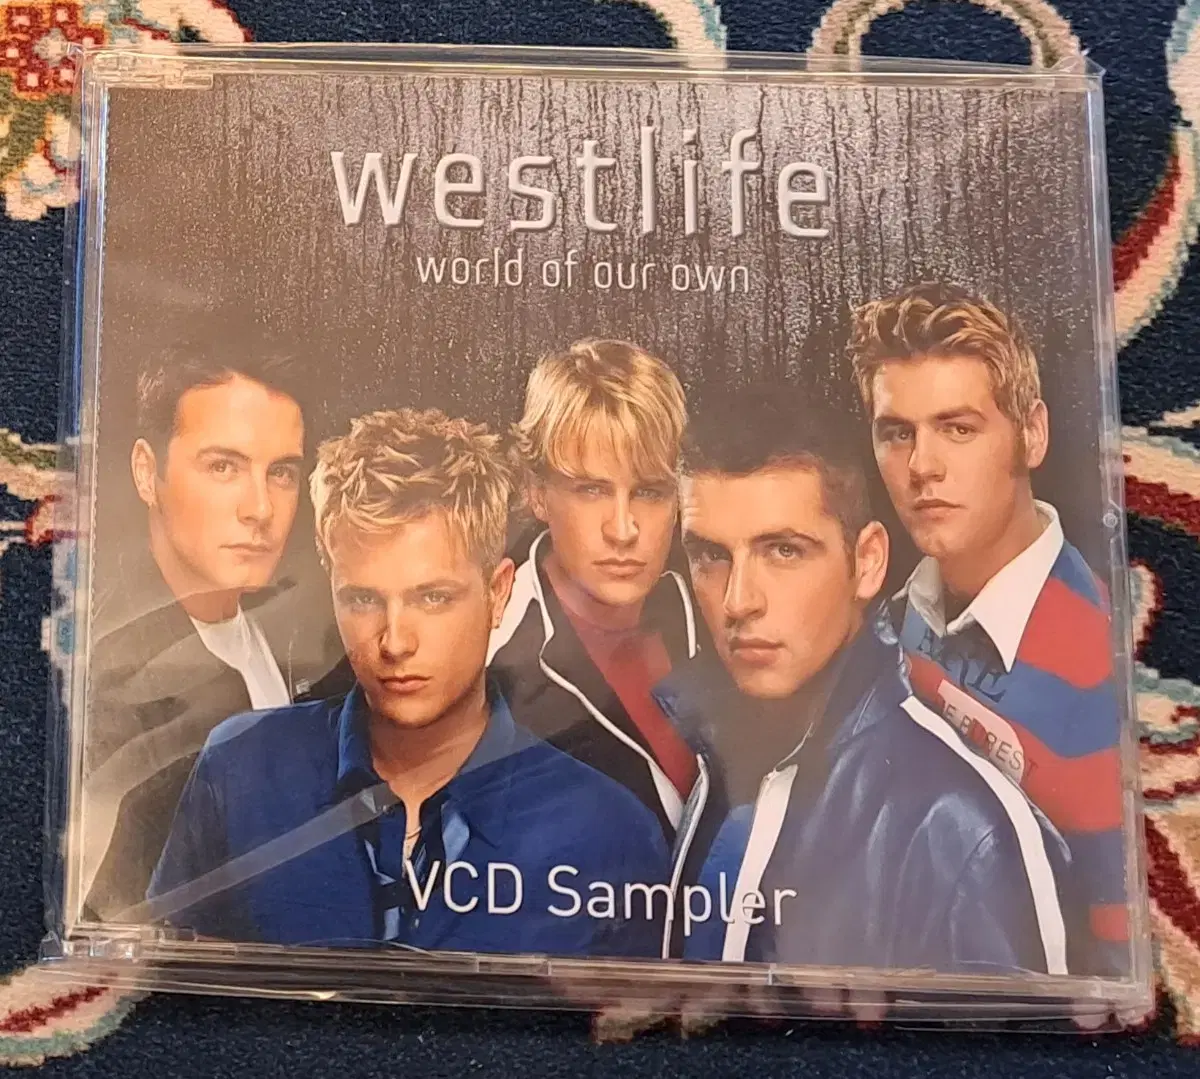 westlife
world of our own
VCD Sampler